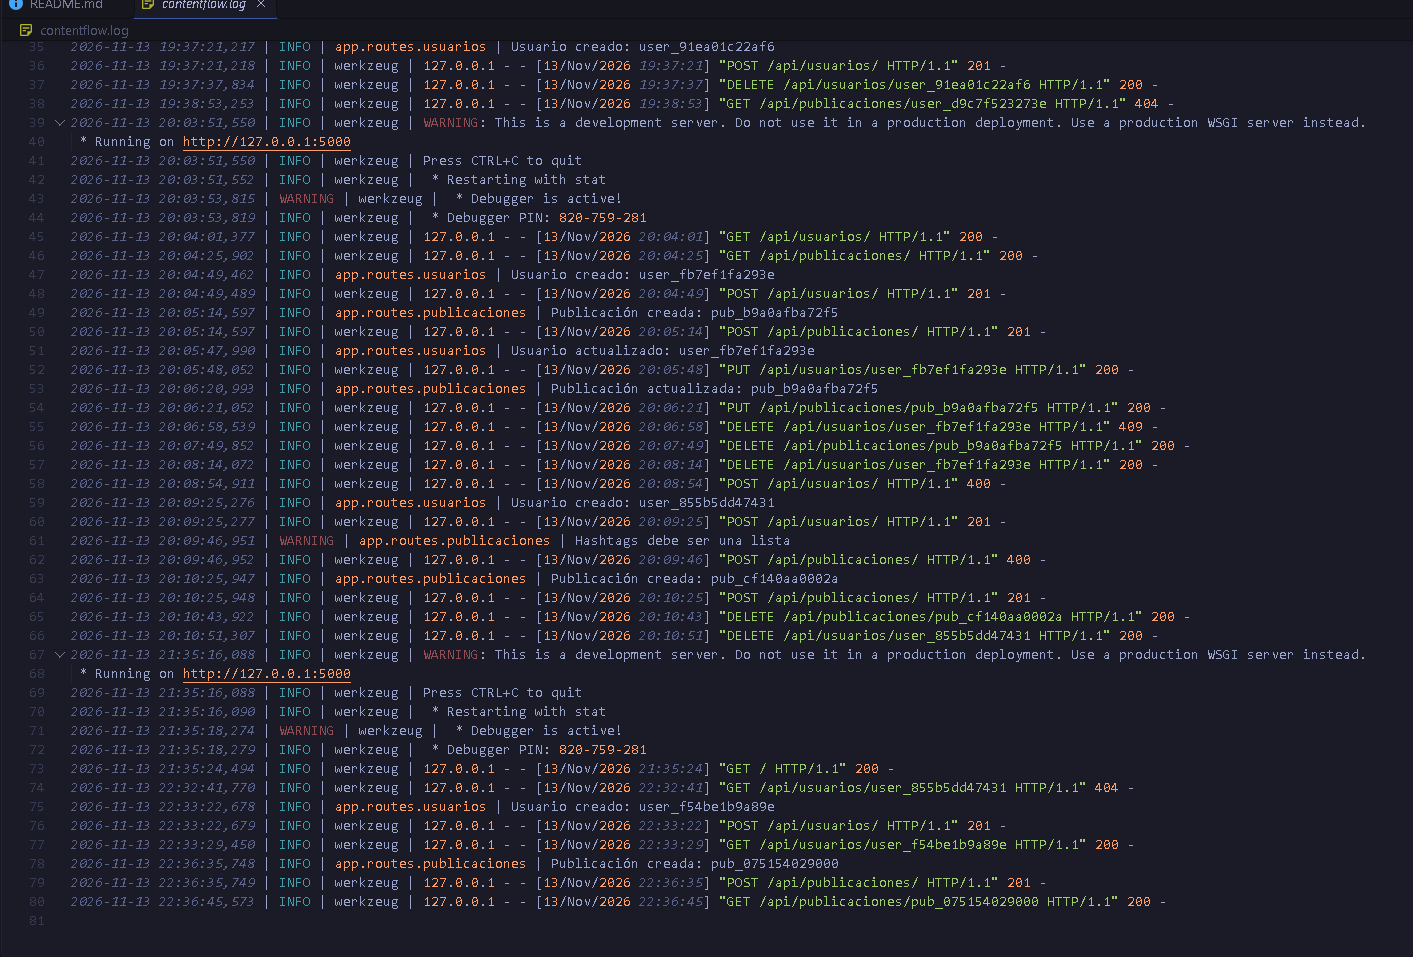 README.md contentflow.log ×
contentflow.log
35 2026-11-13 19:37:21,217 | INFO | app.routes.usuarios | Usuario creado: user_91ea01c22af6
36 2026-11-13 19:37:21,218 | INFO | werkzeug | 127.0.0.1 - - [13/Nov/2026 19:37:21] "POST /api/usuarios/ HTTP/1.1" 201 -
37 2026-11-13 19:37:37,834 | INFO | werkzeug | 127.0.0.1 - - [13/Nov/2026 19:37:37] "DELETE /api/usuarios/user_91ea01c22af6 HTTP/1.1" 200 -
38 2026-11-13 19:38:53,253 | INFO | werkzeug | 127.0.0.1 - - [13/Nov/2026 19:38:53] "GET /api/publicaciones/user_d9c7f523273e HTTP/1.1" 404 -
39 2026-11-13 20:03:51,550 | INFO | werkzeug | WARNING: This is a development server. Do not use it in a production deployment. Use a production WSGI server instead.
40 * Running on http://127.0.0.1:5000
41 2026-11-13 20:03:51,550 | INFO | werkzeug | Press CTRL+C to quit
42 2026-11-13 20:03:51,552 | INFO | werkzeug | * Restarting with stat
43 2026-11-13 20:03:53,815 | WARNING | werkzeug | * Debugger is active!
44 2026-11-13 20:03:53,819 | INFO | werkzeug | * Debugger PIN: 820-759-281
45 2026-11-13 20:04:01,377 | INFO | werkzeug | 127.0.0.1 - - [13/Nov/2026 20:04:01] "GET /api/usuarios/ HTTP/1.1" 200 -
46 2026-11-13 20:04:25,902 | INFO | werkzeug | 127.0.0.1 - - [13/Nov/2026 20:04:25] "GET /api/publicaciones/ HTTP/1.1" 200 -
47 2026-11-13 20:04:49,462 | INFO | app.routes.usuarios | Usuario creado: user_fb7ef1fa293e
48 2026-11-13 20:04:49,489 | INFO | werkzeug | 127.0.0.1 - - [13/Nov/2026 20:04:49] "POST /api/usuarios/ HTTP/1.1" 201 -
49 2026-11-13 20:05:14,597 | INFO | app.routes.publicaciones | Publicación creada: pub_b9a0afba72f5
50 2026-11-13 20:05:14,597 | INFO | werkzeug | 127.0.0.1 - - [13/Nov/2026 20:05:14] "POST /api/publicaciones/ HTTP/1.1" 201 -
51 2026-11-13 20:05:47,990 | INFO | app.routes.usuarios | Usuario actualizado: user_fb7ef1fa293e
52 2026-11-13 20:05:48,052 | INFO | werkzeug | 127.0.0.1 - - [13/Nov/2026 20:05:48] "PUT /api/usuarios/user_fb7ef1fa293e HTTP/1.1" 200 -
53 2026-11-13 20:06:20,993 | INFO | app.routes.publicaciones | Publicación actualizada: pub_b9a0afba72f5
54 2026-11-13 20:06:21,052 | INFO | werkzeug | 127.0.0.1 - - [13/Nov/2026 20:06:21] "PUT /api/publicaciones/pub_b9a0afba72f5 HTTP/1.1" 200 -
55 2026-11-13 20:06:58,539 | INFO | werkzeug | 127.0.0.1 - - [13/Nov/2026 20:06:58] "DELETE /api/usuarios/user_fb7ef1fa293e HTTP/1.1" 409 -
56 2026-11-13 20:07:49,852 | INFO | werkzeug | 127.0.0.1 - - [13/Nov/2026 20:07:49] "DELETE /api/publicaciones/pub_b9a0afba72f5 HTTP/1.1" 200 -
57 2026-11-13 20:08:14,072 | INFO | werkzeug | 127.0.0.1 - - [13/Nov/2026 20:08:14] "DELETE /api/usuarios/user_fb7ef1fa293e HTTP/1.1" 200 -
58 2026-11-13 20:08:54,911 | INFO | werkzeug | 127.0.0.1 - - [13/Nov/2026 20:08:54] "POST /api/usuarios/ HTTP/1.1" 400 -
59 2026-11-13 20:09:25,276 | INFO | app.routes.usuarios | Usuario creado: user_855b5dd47431
60 2026-11-13 20:09:25,277 | INFO | werkzeug | 127.0.0.1 - - [13/Nov/2026 20:09:25] "POST /api/usuarios/ HTTP/1.1" 201 -
61 2026-11-13 20:09:46,951 | WARNING | app.routes.publicaciones | Hashtags debe ser una lista
62 2026-11-13 20:09:46,952 | INFO | werkzeug | 127.0.0.1 - - [13/Nov/2026 20:09:46] "POST /api/publicaciones/ HTTP/1.1" 400 -
63 2026-11-13 20:10:25,947 | INFO | app.routes.publicaciones | Publicación creada: pub_cf140aa0002a
64 2026-11-13 20:10:25,948 | INFO | werkzeug | 127.0.0.1 - - [13/Nov/2026 20:10:25] "POST /api/publicaciones/ HTTP/1.1" 201 -
65 2026-11-13 20:10:43,922 | INFO | werkzeug | 127.0.0.1 - - [13/Nov/2026 20:10:43] "DELETE /api/publicaciones/pub_cf140aa0002a HTTP/1.1" 200 -
66 2026-11-13 20:10:51,307 | INFO | werkzeug | 127.0.0.1 - - [13/Nov/2026 20:10:51] "DELETE /api/usuarios/user_855b5dd47431 HTTP/1.1" 200 -
67 2026-11-13 21:35:16,088 | INFO | werkzeug | WARNING: This is a development server. Do not use it in a production deployment. Use a production WSGI server instead.
68 * Running on http://127.0.0.1:5000
69 2026-11-13 21:35:16,088 | INFO | werkzeug | Press CTRL+C to quit
70 2026-11-13 21:35:16,090 | INFO | werkzeug | * Restarting with stat
71 2026-11-13 21:35:18,274 | WARNING | werkzeug | * Debugger is active!
72 2026-11-13 21:35:18,279 | INFO | werkzeug | * Debugger PIN: 820-759-281
73 2026-11-13 21:35:24,494 | INFO | werkzeug | 127.0.0.1 - - [13/Nov/2026 21:35:24] "GET / HTTP/1.1" 200 -
74 2026-11-13 22:32:41,770 | INFO | werkzeug | 127.0.0.1 - - [13/Nov/2026 22:32:41] "GET /api/usuarios/user_855b5dd47431 HTTP/1.1" 404 -
75 2026-11-13 22:33:22,678 | INFO | app.routes.usuarios | Usuario creado: user_f54be1b9a89e
76 2026-11-13 22:33:22,679 | INFO | werkzeug | 127.0.0.1 - - [13/Nov/2026 22:33:22] "POST /api/usuarios/ HTTP/1.1" 201 -
77 2026-11-13 22:33:29,450 | INFO | werkzeug | 127.0.0.1 - - [13/Nov/2026 22:33:29] "GET /api/usuarios/user_f54be1b9a89e HTTP/1.1" 200 -
78 2026-11-13 22:36:35,748 | INFO | app.routes.publicaciones | Publicación creada: pub_075154029000
79 2026-11-13 22:36:35,749 | INFO | werkzeug | 127.0.0.1 - - [13/Nov/2026 22:36:35] "POST /api/publicaciones/ HTTP/1.1" 201 -
80 2026-11-13 22:36:45,573 | INFO | werkzeug | 127.0.0.1 - - [13/Nov/2026 22:36:45] "GET /api/publicaciones/pub_075154029000 HTTP/1.1" 200 -
81